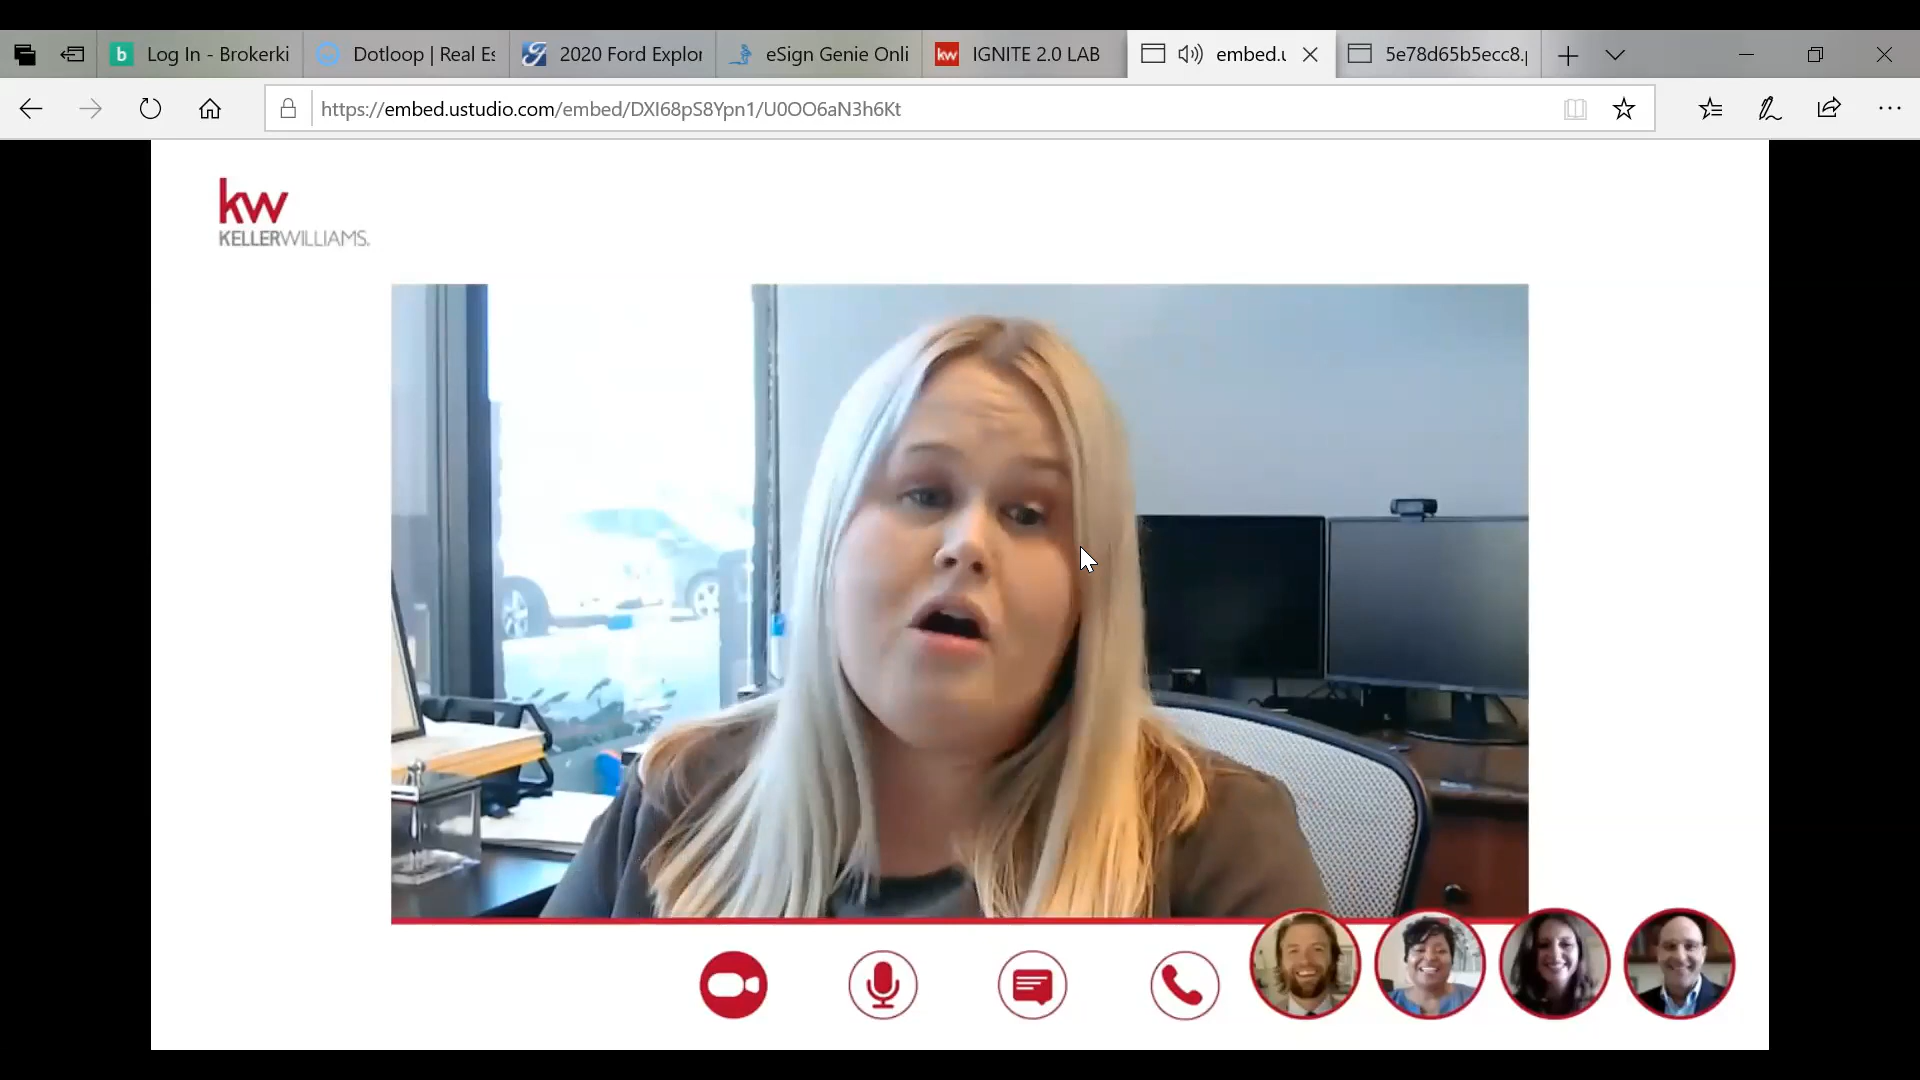 b Log In - Brokerki
Dotloop | Real Es
2020 Ford Explor
eSign Genie Onli
kw IGNITE 2.0 LAB
embed.u
5e78d65b5ecc8.p
https://embed.ustudio.com/embed/DXI68pS8Ypn1/U0OO6aN3h6Kt
kw
KELLERWILLIAMS.